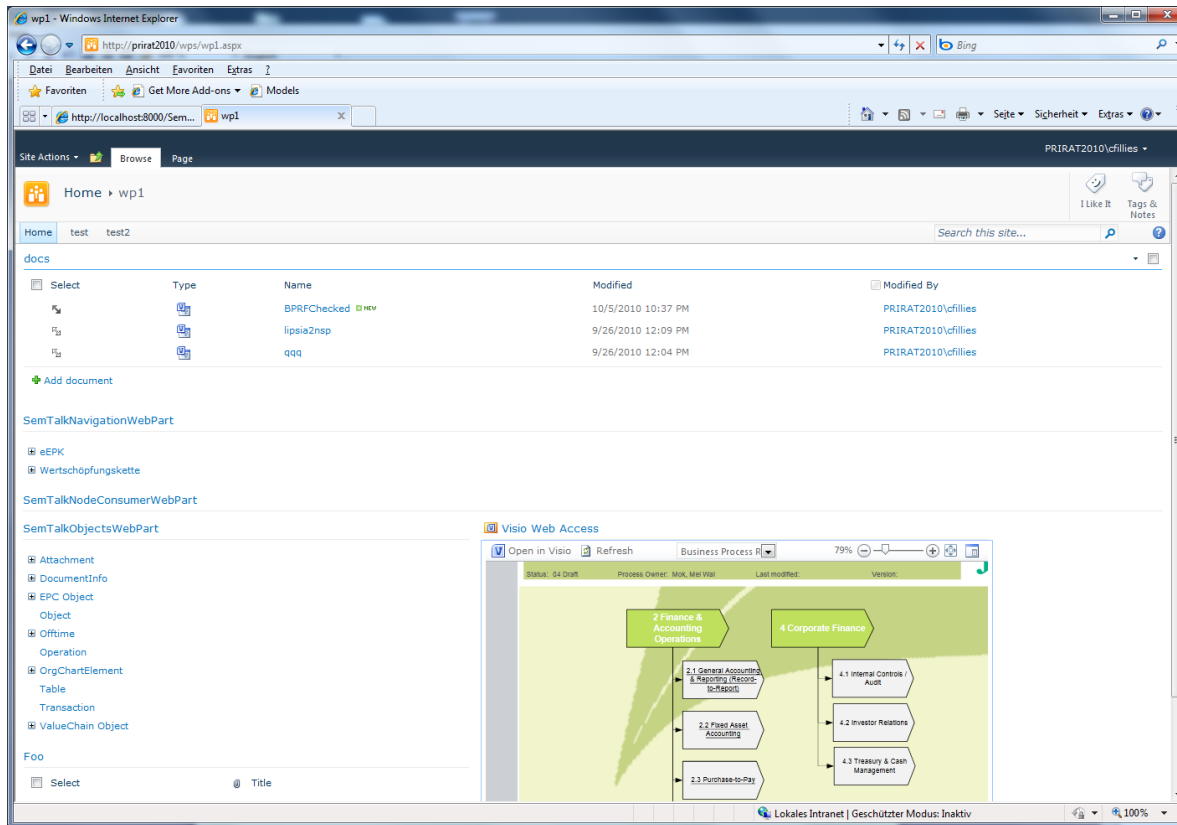 wp1 - Windows Internet Explorer
http://prirat2010/wps/wp1.aspx
Bing
Datei Bearbeiten Ansicht Favoriten Extras ?
Favoriten Get More Add-ons Models
http://localhost:8000/Sem... wp1 x Seite Sicherheit Extras
Site Actions Browse Page PRIRAT2010\cfillies
Home wp1
I Like It Tags & Notes
Home test test2 Search this site...
docs
Select Type Name Modified Modified By
BPRFChecked NEW 10/5/2010 10:37 PM PRIRAT2010\cfillies
lipsia2nsp 9/26/2010 12:09 PM PRIRAT2010\cfillies
qqq 9/26/2010 12:04 PM PRIRAT2010\cfillies
Add document
SemTalkNavigationWebPart
eEPK
Wertschöpfungskette
SemTalkNodeConsumerWebPart
SemTalkObjectsWebPart
Attachment
DocumentInfo
EPC Object
Object
Offtime
Operation
OrgChartElement
Table
Transaction
ValueChain Object
Foo
Select Title
Visio Web Access
Open in Visio Refresh Business Process R 79%
Status: 04 Draft Process Owner: Mok, Mei Wai Last modified: Version:
2 Finance &
Accounting
Operations
4 Corporate Finance
2.1 General Accounting
& Reporting (Record-
to-Report)
4.1 Internal Controls /
Audit
2.2 Fixed Asset
Accounting
4.2 Investor Relations
2.3 Purchase-to-Pay
4.3 Treasury & Cash
Management
Lokales Intranet | Geschützter Modus: Inaktiv 100%